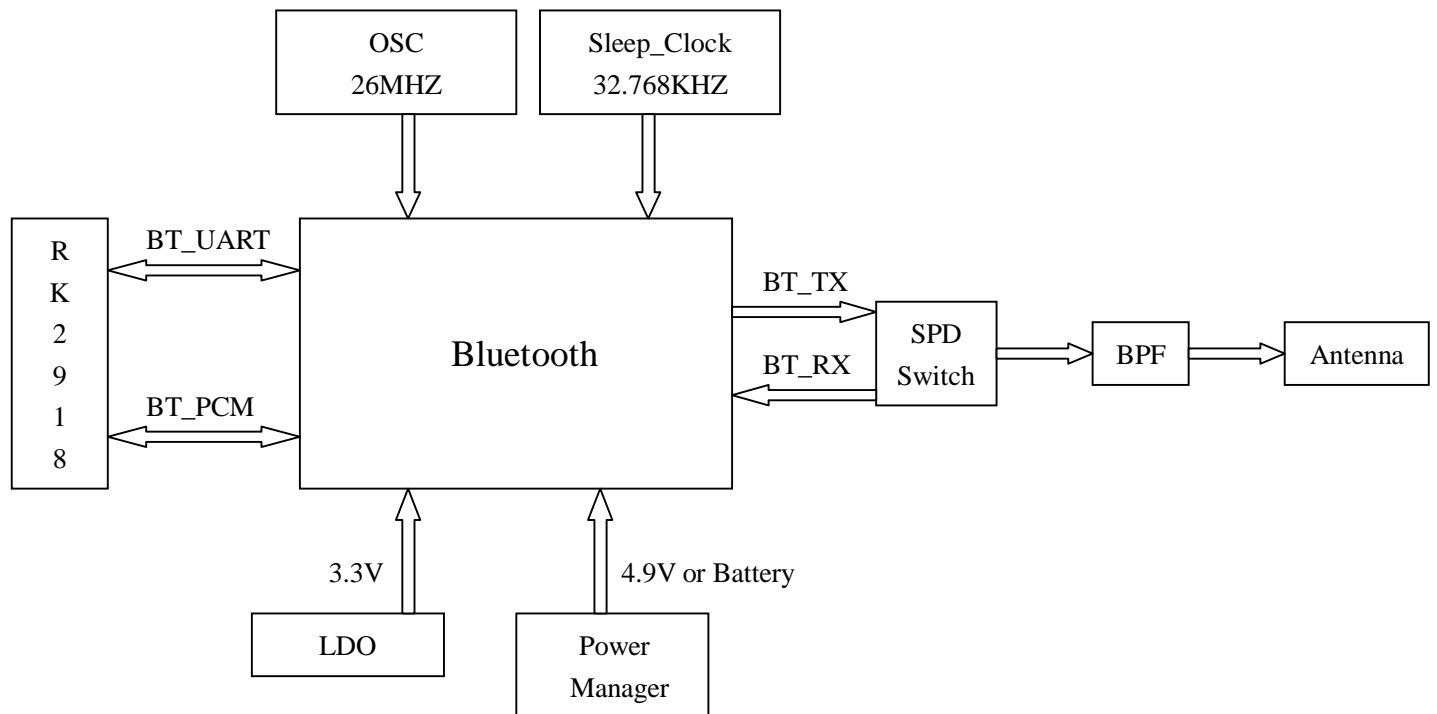 OSC
26MHZ
Sleep_Clock
32.768KHZ
R
K
2
9
1
8
BT_UART
BT_PCM
Bluetooth
BT_TX
BT_RX
SPD
Switch
BPF
Antenna
3.3V
4.9V or Battery
LDO
Power
Manager